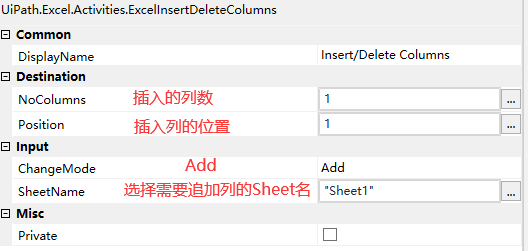 UiPath.Excel.Activities.ExcelInsertDeleteColumns
Common
DisplayName Insert/Delete Columns
Destination
NoColumns 插入的列数 1 ...
Position 插入列的位置 1 ...
Input
ChangeMode Add Add
SheetName 选择需要追加列的Sheet名 "Sheet1" ...
Misc
Private